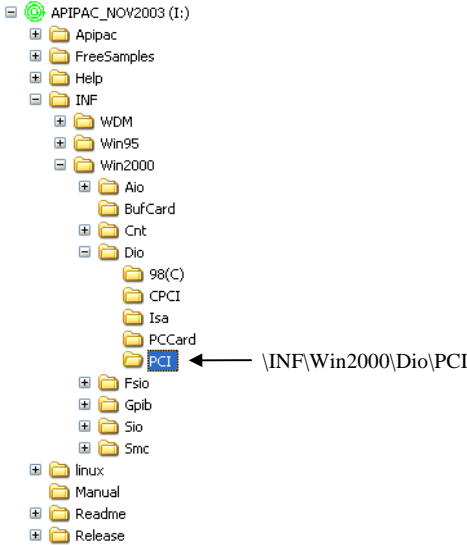 APIPAC_NOV2003 (I:)
Apipac
FreeSamples
Help
INF
WDM
Win95
Win2000
Aio
BufCard
Cnt
Dio
98(C)
CPCI
Isa
PCCard
PCI \INF\Win2000\Dio\PCI
Fsio
Gpib
Sio
Smc
linux
Manual
Readme
Release